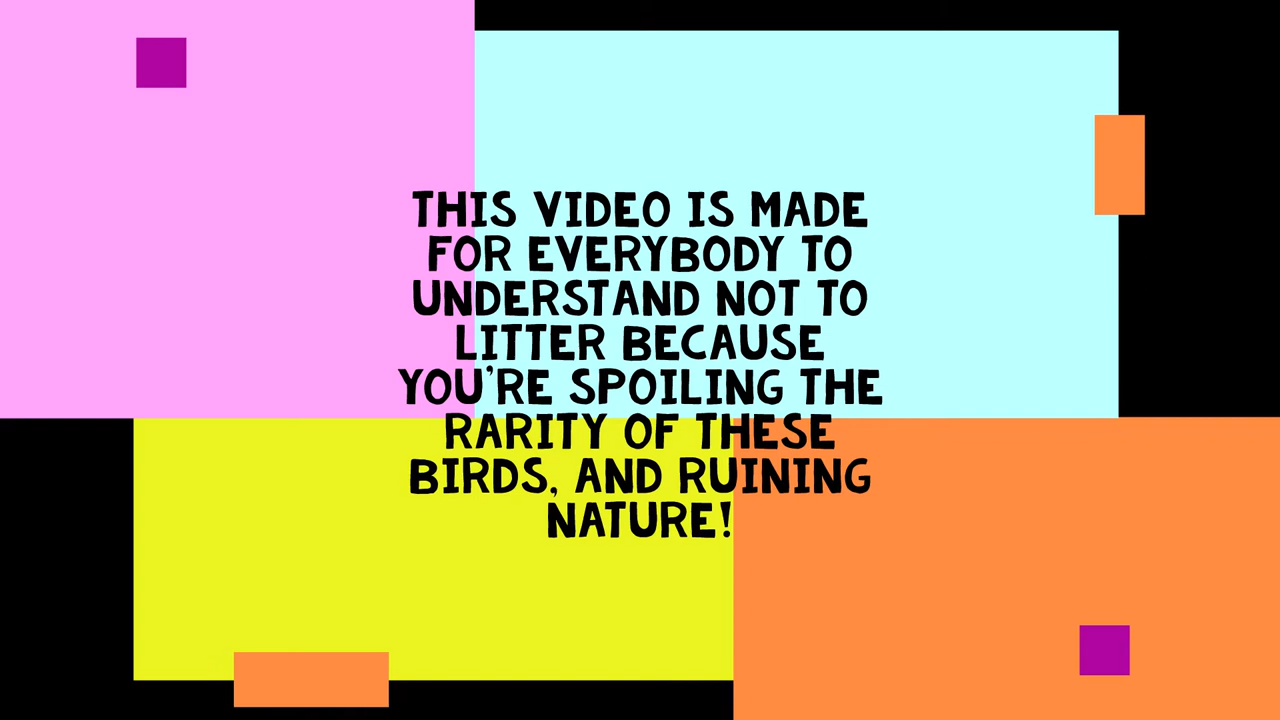 THIS VIDEO IS MADE
FOR EVERYBODY TO
UNDERSTAND NOT TO
LITTER BECAUSE
YOU'RE SPOILING THE
RARITY OF THESE
BIRDS, AND RUINING
NATURE!